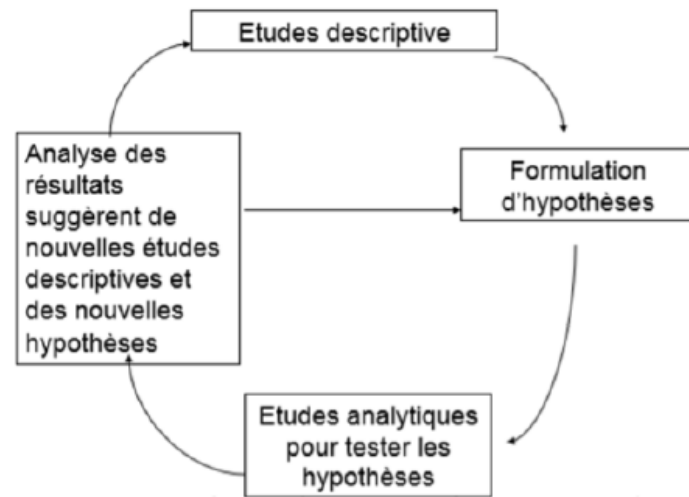 Etudes descriptive
Formulation
d'hypothèses
Analyse des
résultats
suggèrent de
nouvelles études
descriptives et
des nouvelles
hypothèses
Etudes analytiques
pour tester les
hypothèses